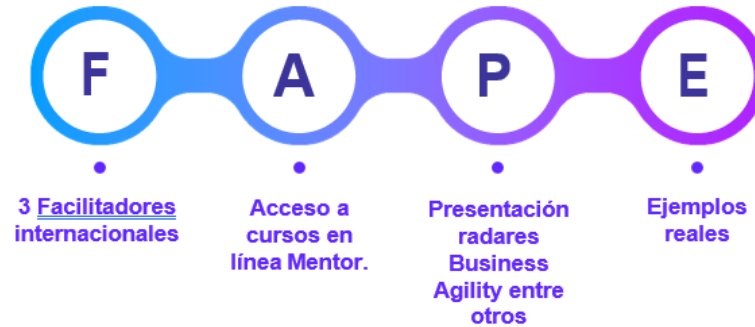 F
A
P
E
3 Facilitadores
internacionales
Acceso a
cursos en
línea Mentor.
Presentación
radares
Business
Agility entre
otros
Ejemplos
reales